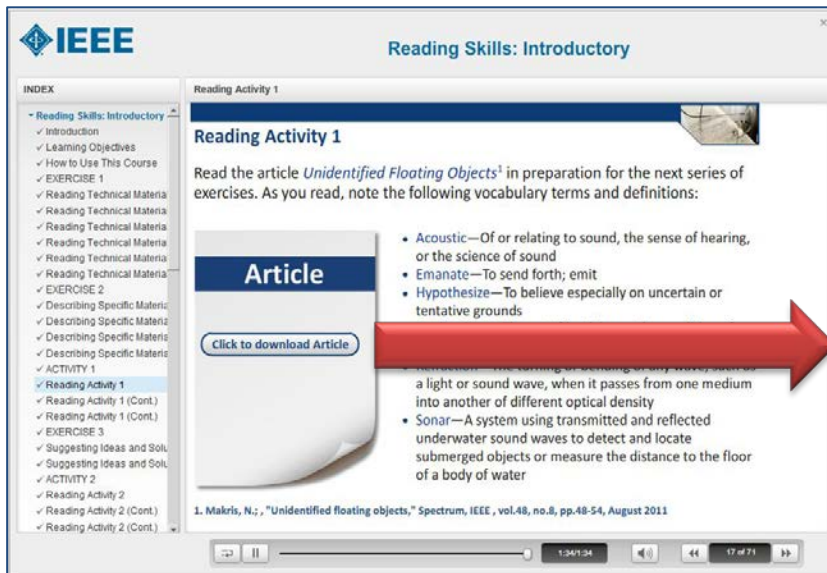 IEEE
Reading Skills: Introductory
INDEX
Reading Activity 1
Reading Skills: Introductory
✓ Introduction
✓ Learning Objectives
✓ How to Use This Course
✓ EXERCISE 1
✓ Reading Technical Materia
✓ Reading Technical Materia
✓ Reading Technical Materia
✓ Reading Technical Materia
✓ Reading Technical Materia
✓ Reading Technical Materia
✓ EXERCISE 2
✓ Describing Specific Materia
✓ Describing Specific Materia
✓ Describing Specific Materia
✓ Describing Specific Materia
✓ ACTIVITY 1
✓ Reading Activity 1
✓ Reading Activity 1 (Cont.)
✓ Reading Activity 1 (Cont.)
✓ EXERCISE 3
✓ Suggesting Ideas and Solu
✓ Suggesting Ideas and Solu
✓ ACTIVITY 2
✓ Reading Activity 2
✓ Reading Activity 2 (Cont.)
✓ Reading Activity 2 (Cont.)
Reading Activity 1
Read the article Unidentified Floating Objects¹ in preparation for the next series of
exercises. As you read, note the following vocabulary terms and definitions:
Article
Click to download Article
• Acoustic—Of or relating to sound, the sense of hearing,
or the science of sound
• Emanate—To send forth; emit
• Hypothesize—To believe especially on uncertain or
tentative grounds
a light or sound wave, when it passes from one medium
into another of different optical density
• Sonar—A system using transmitted and reflected
underwater sound waves to detect and locate
submerged objects or measure the distance to the floor
of a body of water
1. Makris, N.; , "Unidentified floating objects," Spectrum, IEEE , vol.48, no.8, pp.48-54, August 2011
1:34/1:34
17 of 71